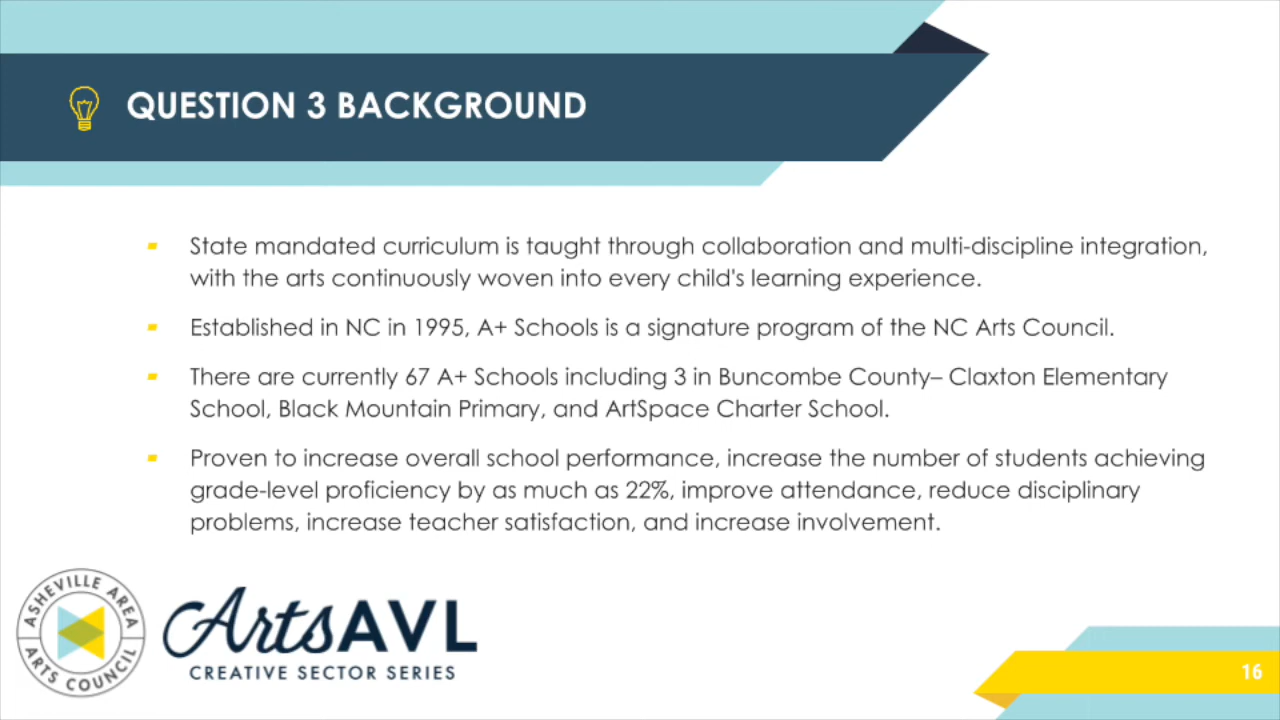 QUESTION 3 BACKGROUND
State mandated curriculum is taught through collaboration and multi-discipline integration,
with the arts continuously woven into every child's learning experience.
Established in NC in 1995, A+ Schools is a signature program of the NC Arts Council.
There are currently 67 A+ Schools including 3 in Buncombe County– Claxton Elementary
School, Black Mountain Primary, and ArtSpace Charter School.
Proven to increase overall school performance, increase the number of students achieving
grade-level proficiency by as much as 22%, improve attendance, reduce disciplinary
problems, increase teacher satisfaction, and increase involvement.
ASHEVILLE AREA
ARTS COUNCIL
ArtsAVL
CREATIVE SECTOR SERIES
16